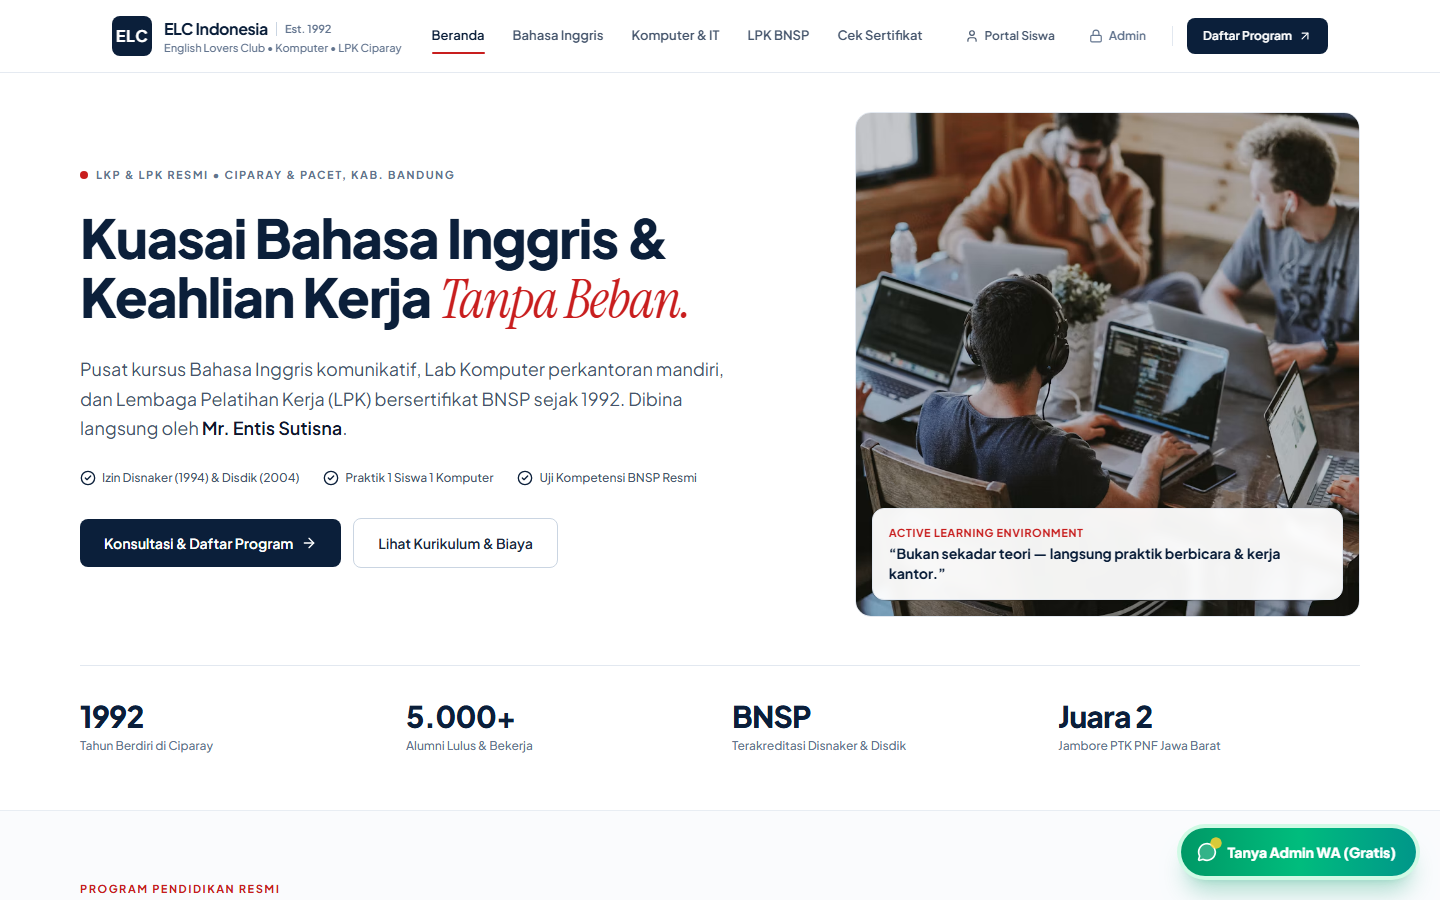 ELC
ELC Indonesia
Est. 1992
English Lovers Club • Komputer • LPK Ciparay
Beranda
Bahasa Inggris
Komputer & IT
LPK BNSP
Cek Sertifikat
Portal Siswa
Admin
Daftar Program
LKP & LPK RESMI • CIPARAY & PACET, KAB. BANDUNG
Kuasai Bahasa Inggris &
Keahlian Kerja Tanpa Beban.
Pusat kursus Bahasa Inggris komunikatif, Lab Komputer perkantoran mandiri,
dan Lembaga Pelatihan Kerja (LPK) bersertifikat BNSP sejak 1992. Dibina
langsung oleh Mr. Entis Sutisna.
Izin Disnaker (1994) & Disdik (2004)
Praktik 1 Siswa 1 Komputer
Uji Kompetensi BNSP Resmi
Konsultasi & Daftar Program
Lihat Kurikulum & Biaya
ACTIVE LEARNING ENVIRONMENT
“Bukan sekadar teori — langsung praktik berbicara & kerja
kantor.”
1992
Tahun Berdiri di Ciparay
5.000+
Alumni Lulus & Bekerja
BNSP
Terakreditasi Disnaker & Disdik
Juara 2
Jambore PTK PNF Jawa Barat
PROGRAM PENDIDIKAN RESMI
Tanya Admin WA (Gratis)